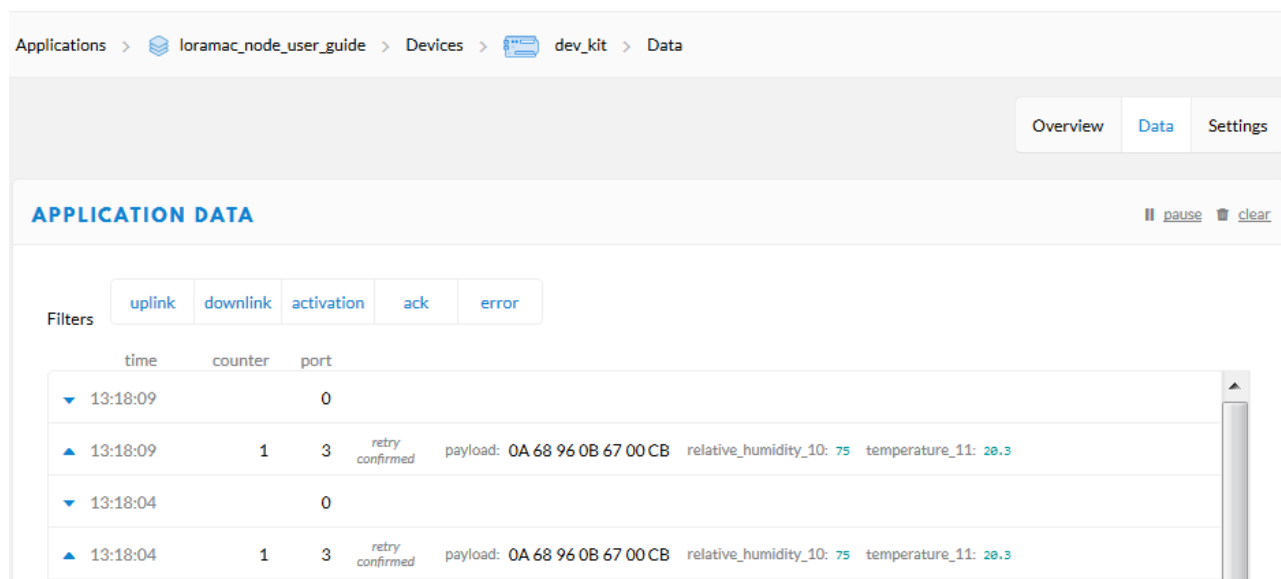 Applications > loramac_node_user_guide > Devices > dev_kit > Data
Overview Data Settings
APPLICATION DATA pause clear
Filters uplink downlink activation ack error
time counter port
13:18:09 0
13:18:09 1 3 retry confirmed payload: 0A 68 96 0B 67 00 CB relative_humidity_10: 75 temperature_11: 20.3
13:18:04 0
13:18:04 1 3 retry confirmed payload: 0A 68 96 0B 67 00 CB relative_humidity_10: 75 temperature_11: 20.3